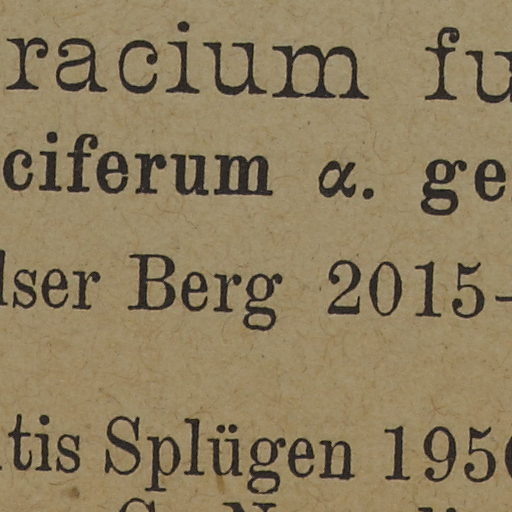 racium fu
ciferum α. ge
lser Berg 2015-
tis Splügen 195